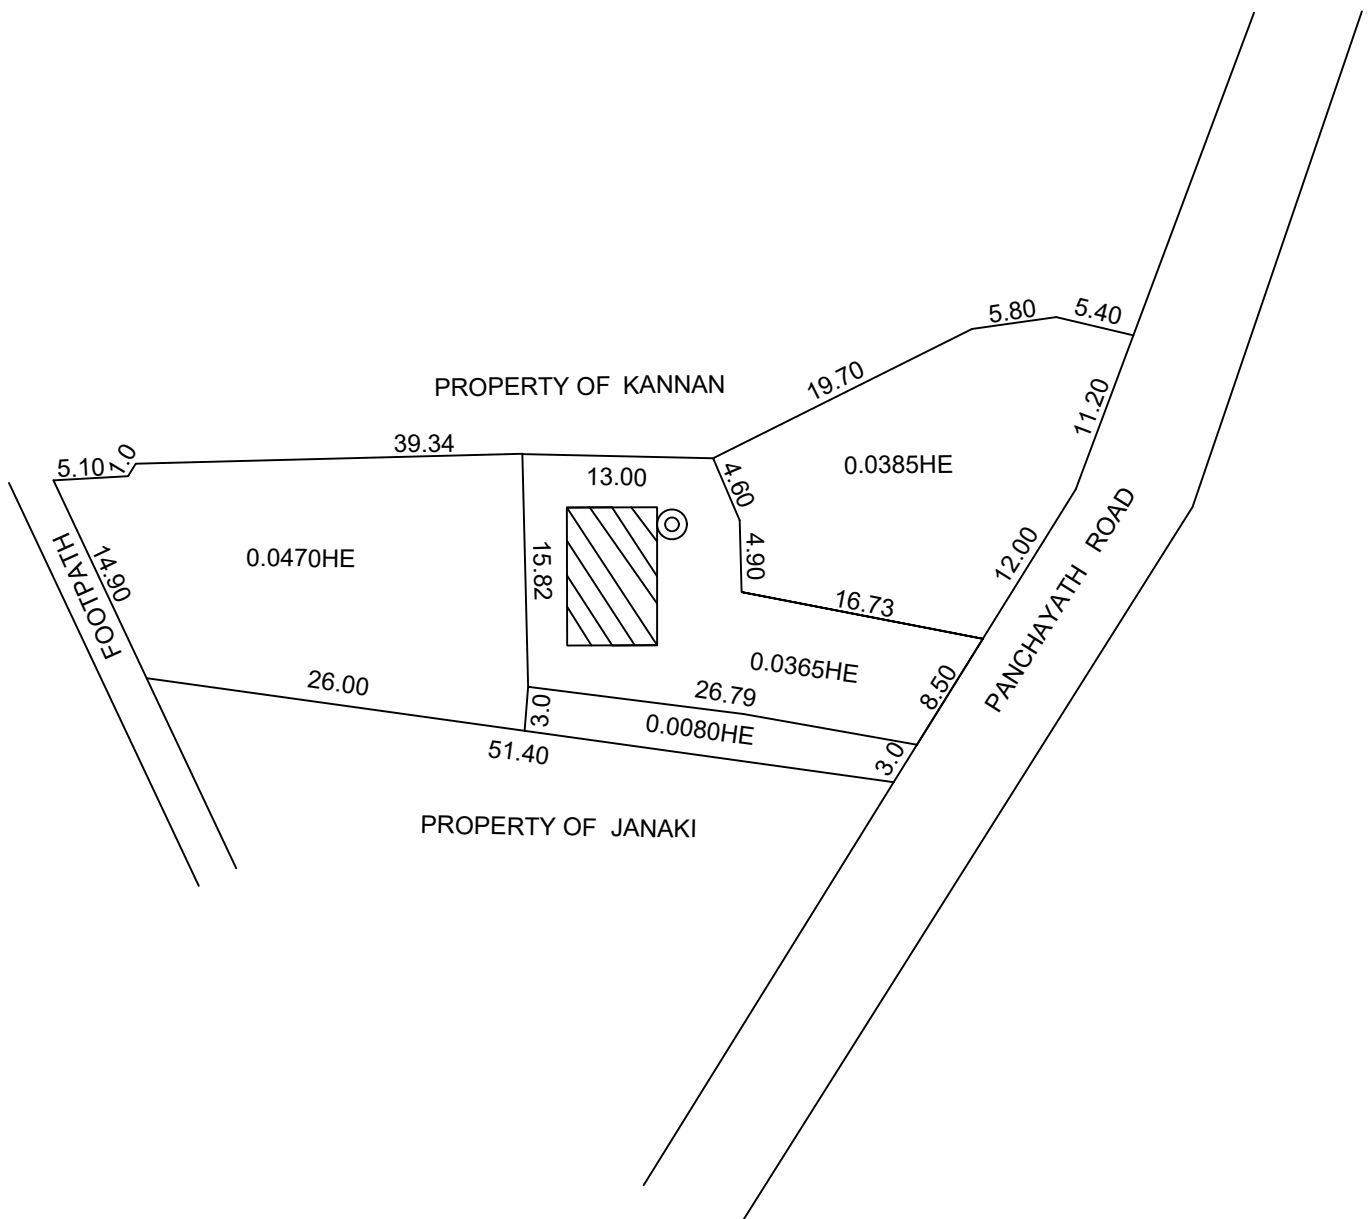 5.80
5.40
19.70
PROPERTY OF  KANNAN
11.20
39.34
5.10
1.0
13.00
4.60
0.0385HE
PANCHAYATH  ROAD
12.00
FOOTPATH
14.90
0.0470HE
15.82
4.90
16.73
26.00
0.0365HE
8.50
26.79
3.0
0.0080HE
3.0
51.40
PROPERTY OF  JANAKI